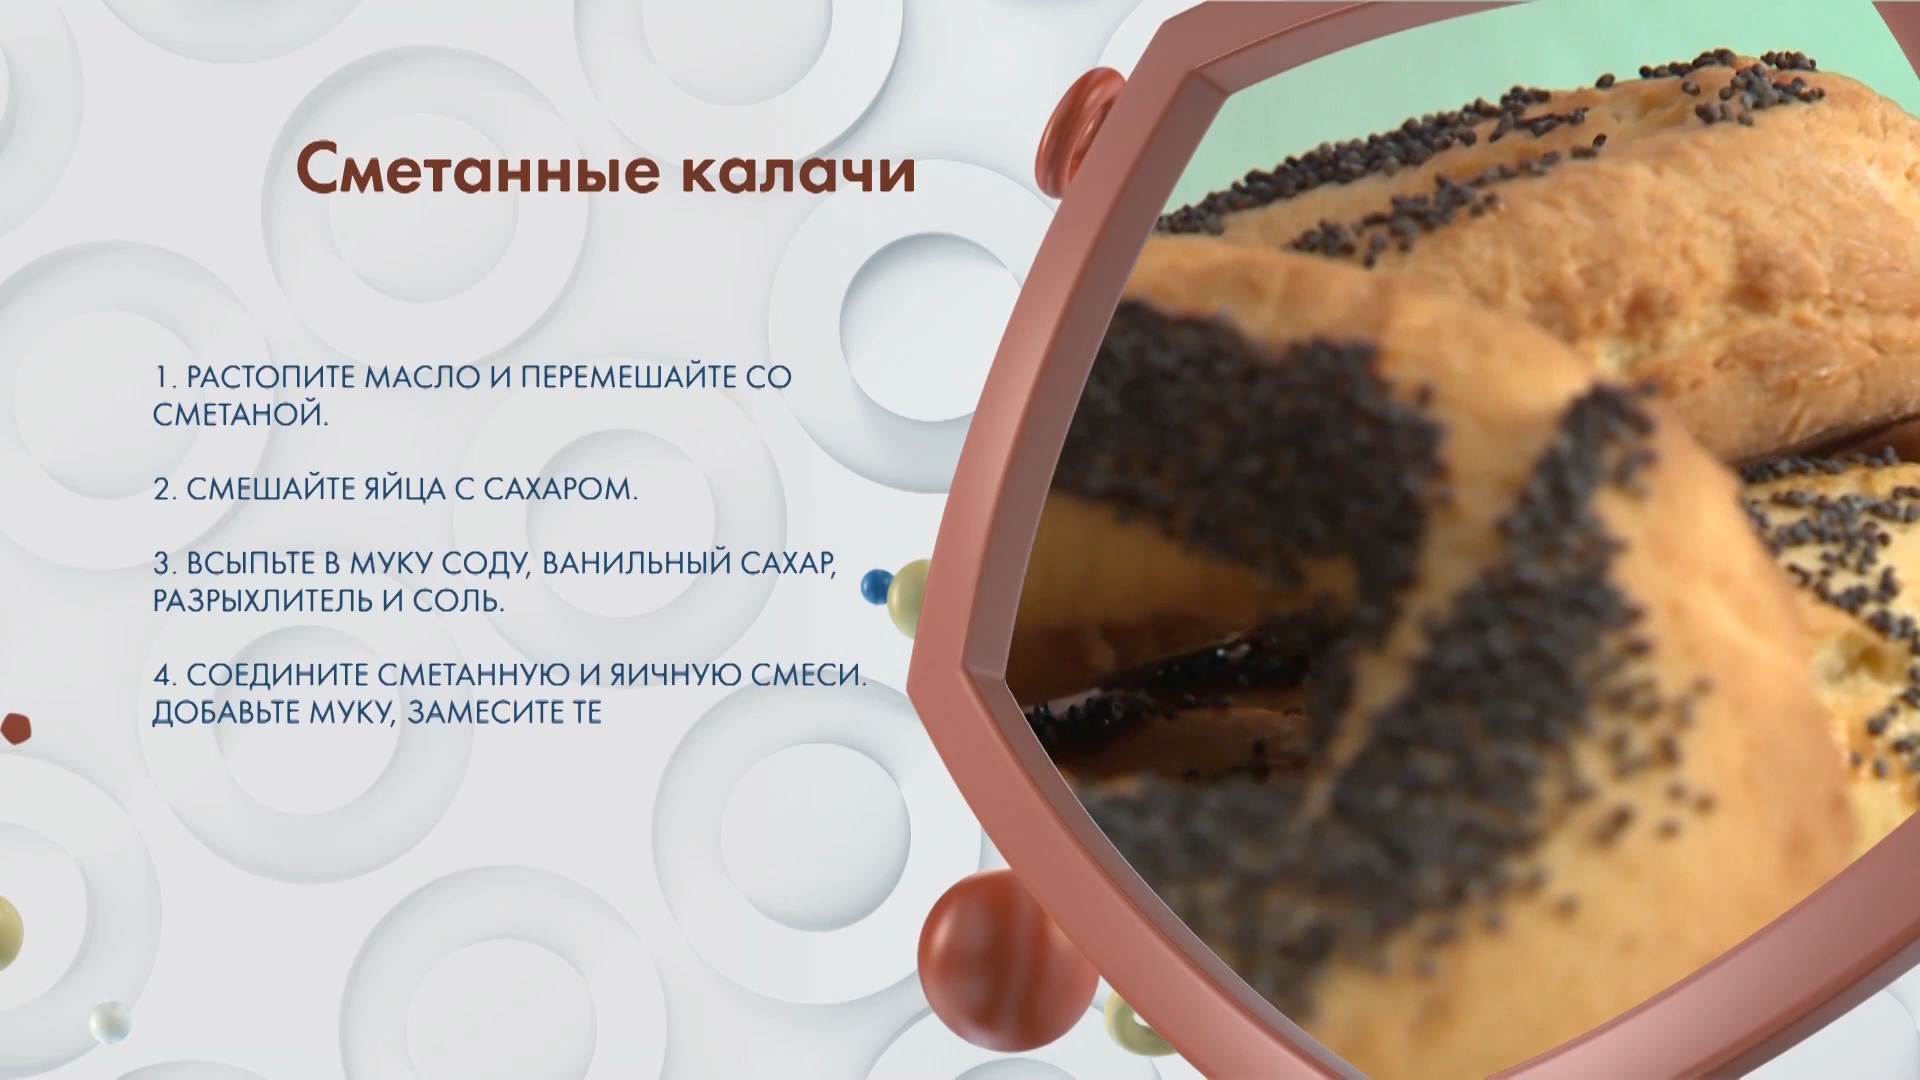 Сметанные калачи
1. РАСТОПИТЕ МАСЛО И ПЕРЕМЕШАЙТЕ СО
СМЕТАНОЙ.
2. СМЕШАЙТЕ ЯЙЦА С САХАРОМ.
3. ВСЫПЬТЕ В МУКУ СОДУ, ВАНИЛЬНЫЙ САХАР,
РАЗРЫХЛИТЕЛЬ И СОЛЬ.
4. СОЕДИНИТЕ СМЕТАННУЮ И ЯИЧНУЮ СМЕСИ.
ДОБАВЬТЕ МУКУ, ЗАМЕСИТЕ ТЕ